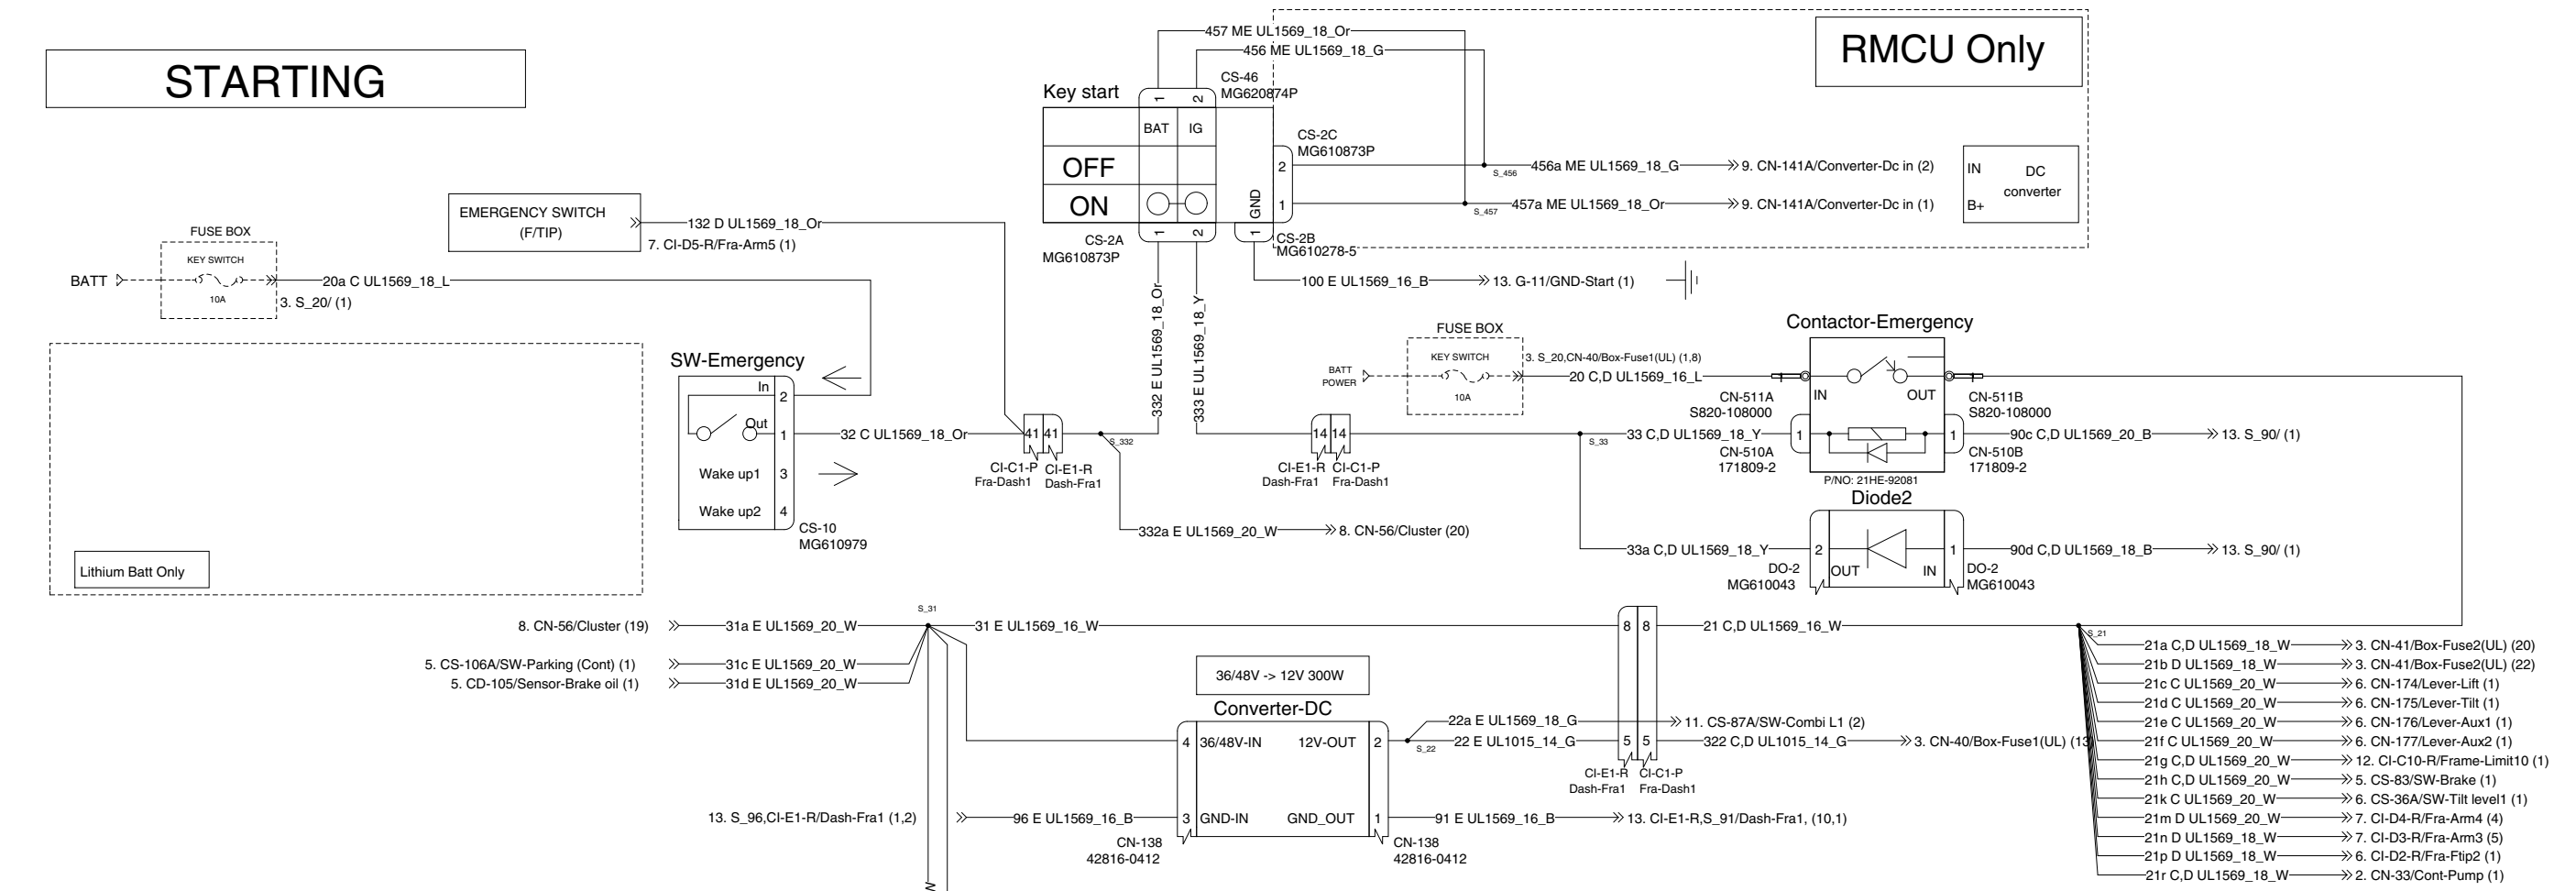 STARTING
457 ME UL1569_18_Or
456 ME UL1569_18_G
RMCU Only
CS-46
MG620874P
Key start
1
2
BAT
IG
OFF
ON
GND
CS-2C
MG610873P
2
1
456a ME UL1569_18_G
9. CN-141A/Converter-Dc in (2)
S_456
457a ME UL1569_18_Or
9. CN-141A/Converter-Dc in (1)
S_457
IN
DC
converter
B+
CS-2A
MG610873P
1
2
1
CS-2B
MG610278-5
100 E UL1569_16_B
13. G-11/GND-Start (1)
EMERGENCY SWITCH
(F/TIP)
132 D UL1569_18_Or
7. CI-D5-R/Fra-Arm5 (1)
FUSE BOX
KEY SWITCH
BATT
10A
20a C UL1569_18_L
3. S_20/ (1)
Lithium Batt Only
SW-Emergency
In
2
Out
1
Wake up1
3
Wake up2
4
CS-10
MG610979
32 C UL1569_18_Or
41
41
CI-C1-P
Fra-Dash1
CI-E1-R
Dash-Fra1
S_332
332 E UL1569_18_Or
333 E UL1569_18_Y
332a E UL1569_20_W
8. CN-56/Cluster (20)
14
14
CI-E1-R
Dash-Fra1
CI-C1-P
Fra-Dash1
FUSE BOX
KEY SWITCH
BATT
POWER
10A
3. S_20,CN-40/Box-Fuse1(UL) (1,8)
20 C,D UL1569_16_L
S_33
Contactor-Emergency
IN
OUT
CN-511A
S820-108000
CN-511B
S820-108000
33 C,D UL1569_18_Y
1
1
90c C,D UL1569_20_B
13. S_90/ (1)
CN-510A
171809-2
CN-510B
171809-2
P/NO: 21HE-92081
Diode2
33a C,D UL1569_18_Y
2
1
90d C,D UL1569_18_B
13. S_90/ (1)
OUT
IN
DO-2
MG610043
DO-2
MG610043
S_31
8. CN-56/Cluster (19)
31a E UL1569_20_W
31 E UL1569_16_W
5. CS-106A/SW-Parking (Cont) (1)
31c E UL1569_20_W
5. CD-105/Sensor-Brake oil (1)
31d E UL1569_20_W
8
8
21 C,D UL1569_16_W
S_21
36/48V -> 12V 300W
Converter-DC
4
36/48V-IN
12V-OUT
2
3
GND-IN
GND_OUT
1
CN-138
42816-0412
CN-138
42816-0412
22a E UL1569_18_G
11. CS-87A/SW-Combi L1 (2)
S_22
22 E UL1015_14_G
5
5
322 C,D UL1015_14_G
3. CN-40/Box-Fuse1(UL)
CI-E1-R
Dash-Fra1
CI-C1-P
Fra-Dash1
13. S_96,CI-E1-R/Dash-Fra1 (1,2)
96 E UL1569_16_B
91 E UL1569_16_B
13. CI-E1-R,S_91/Dash-Fra1, (10,1)
W
21a C,D UL1569_18_W
3. CN-41/Box-Fuse2(UL) (20)
21b D UL1569_18_W
3. CN-41/Box-Fuse2(UL) (22)
21c C UL1569_20_W
6. CN-174/Lever-Lift (1)
21d C UL1569_20_W
6. CN-175/Lever-Tilt (1)
21e C UL1569_20_W
6. CN-176/Lever-Aux1 (1)
21f C UL1569_20_W
6. CN-177/Lever-Aux2 (1)
21g C,D UL1569_20_W
12. CI-C10-R/Frame-Limit10 (1)
21h C,D UL1569_20_W
5. CS-83/SW-Brake (1)
21k C UL1569_20_W
6. CS-36A/SW-Tilt level1 (1)
21m D UL1569_20_W
7. CI-D4-R/Fra-Arm4 (4)
21n D UL1569_18_W
7. CI-D3-R/Fra-Arm3 (5)
21p D UL1569_18_W
6. CI-D2-R/Fra-Ftip2 (1)
21r C,D UL1569_18_W
2. CN-33/Cont-Pump (1)